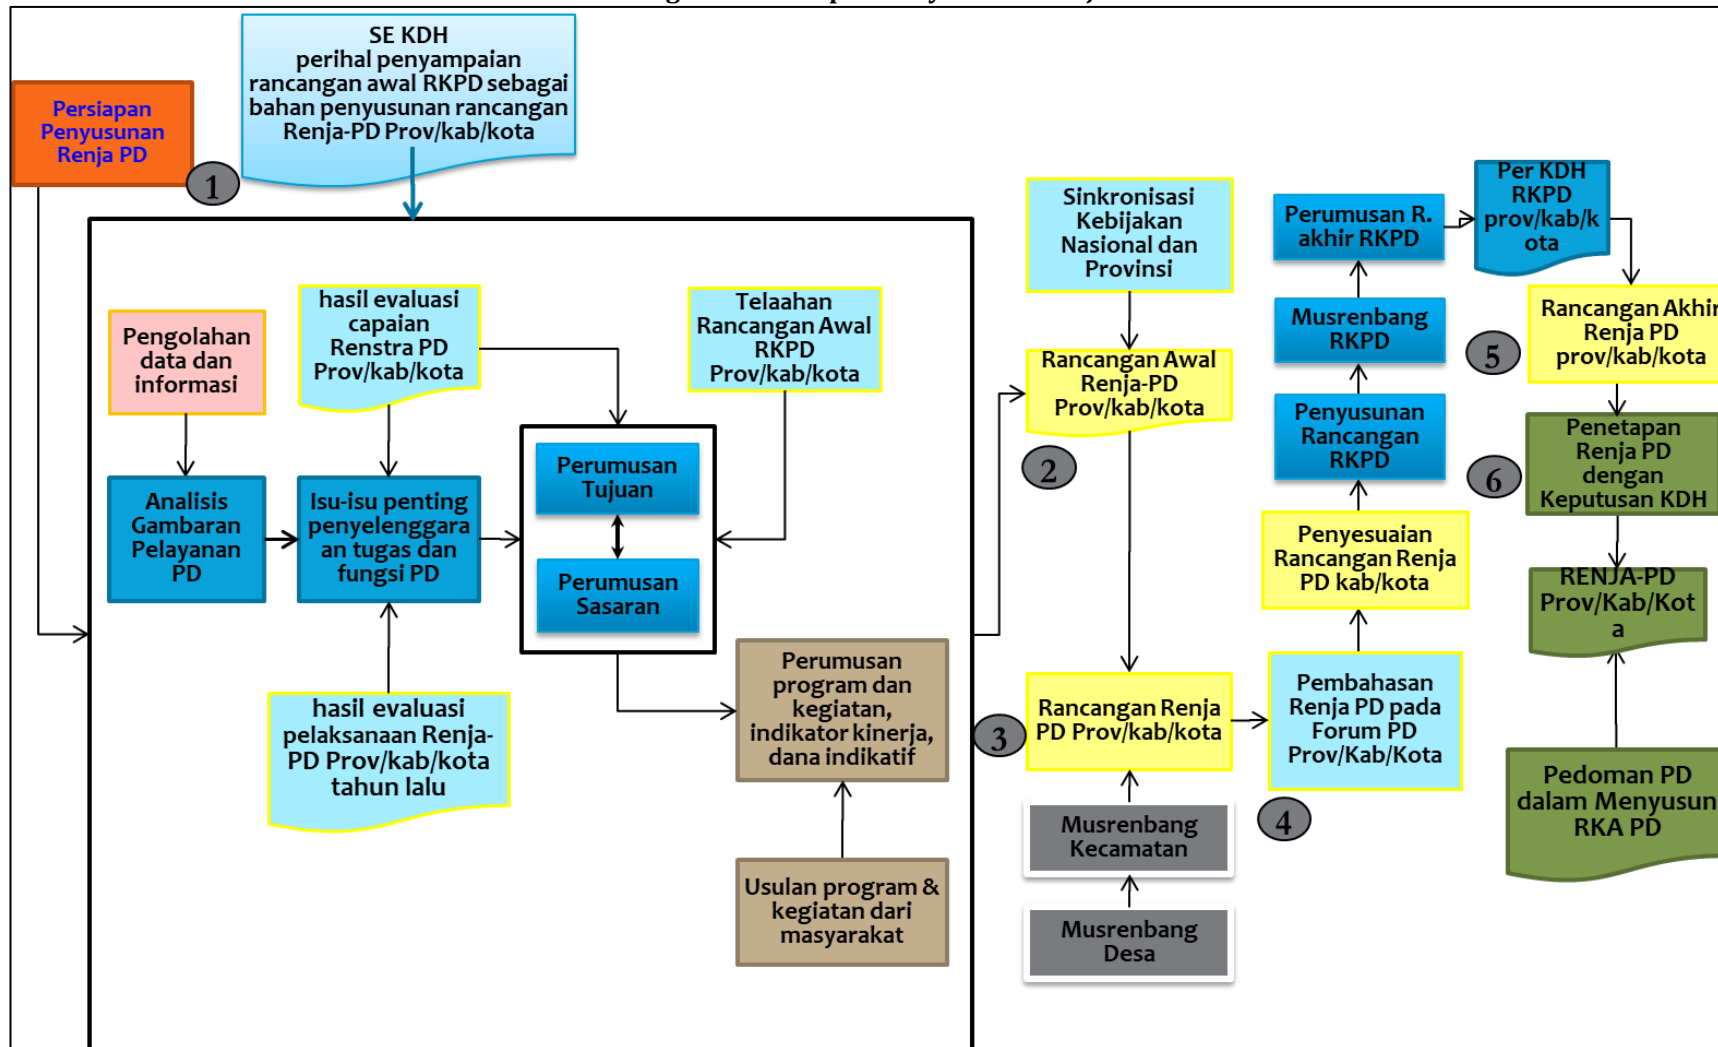 SE KDH
perihal penyampaian
rancangan awal RKPD sebagai
bahan penyusunan rancangan
Renja-PD Prov/kab/kota
Persiapan
Penyusunan
Renja PD
1
hasil evaluasi
capaian
Renstra PD
Prov/kab/kota
Telaahan
Rancangan Awal
RKPD
Prov/kab/kota
Pengolahan
data dan
informasi
Analisis
Gambaran
Pelayanan
PD
Isu-isu penting
penyelenggara
an tugas dan
fungsi PD
Perumusan
Tujuan
Perumusan
Sasaran
hasil evaluasi
pelaksanaan Renja-
PD Prov/kab/kota
tahun lalu
Perumusan
program dan
kegiatan,
indikator kinerja,
dana indikatif
Usulan program &
kegiatan dari
masyarakat
Sinkronisasi
Kebijakan
Nasional dan
Provinsi
Rancangan Awal
Renja-PD
Prov/kab/kota
2
3
Rancangan Renja
PD Prov/kab/kota
Musrenbang
Kecamatan
Musrenbang
Desa
4
Pembahasan
Renja PD pada
Forum PD
Prov/Kab/Kota
Penyesuaian
Rancangan Renja
PD kab/kota
Penyusunan
Rancangan
RKPD
Musrenbang
RKPD
Perumusan R.
akhir RKPD
Per KDH
RKPD
prov/kab/k
ota
5
Rancangan Akhir
Renja PD
prov/kab/kota
6
Penetapan
Renja PD
dengan
Keputusan KDH
RENJA-PD
Prov/Kab/Kot
a
Pedoman PD
dalam Menyusun
RKA PD